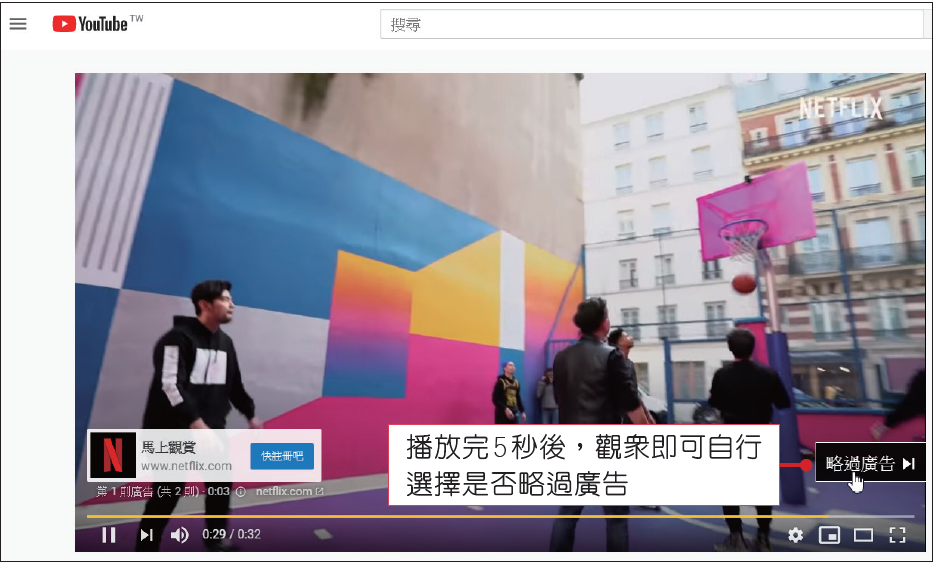 YouTube TW
搜尋
NETFLIX
馬上觀賞
www.netflix.com
快註冊吧
播放完5秒後，觀眾即可自行
選擇是否略過廣告
略過廣告
第 1 則廣告 (共 2 則) · 0:03 netflix.com
0:29 / 0:32